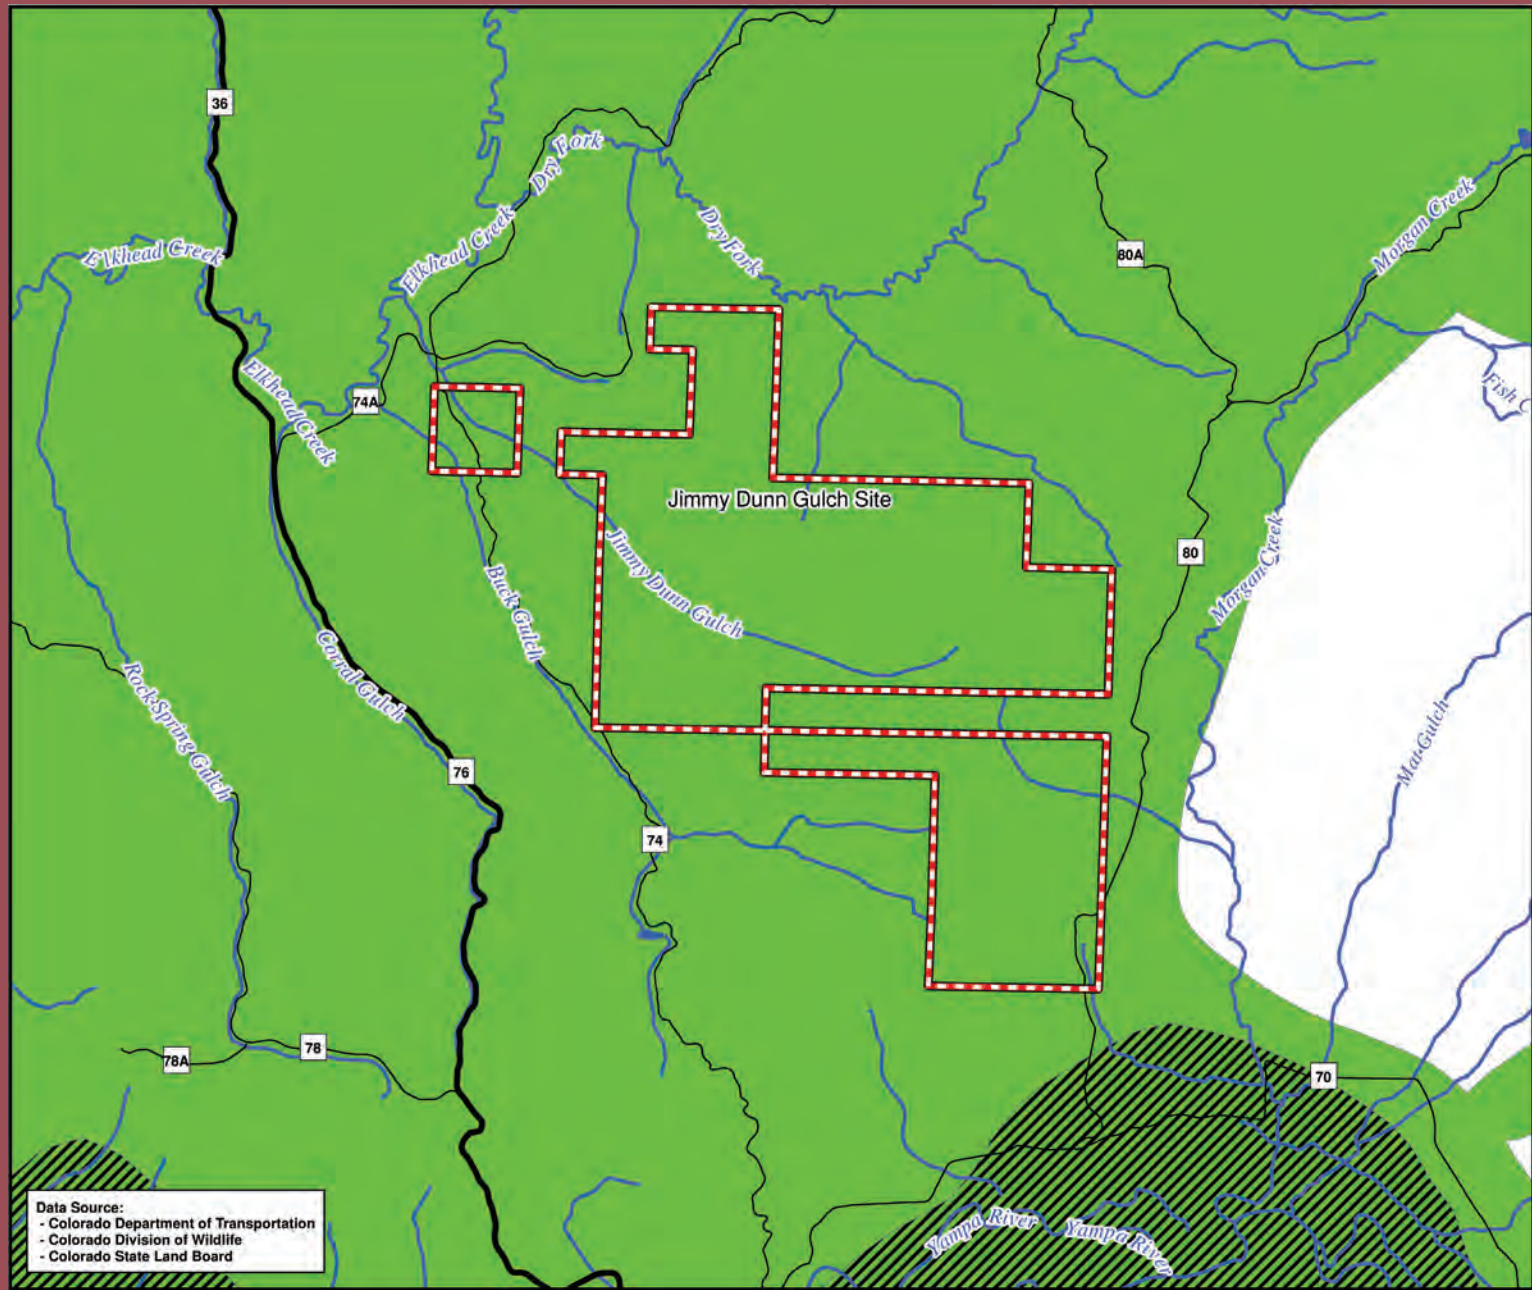 36
Dry Fork
Elkhead Creek
Elkhead Creek
Dry Fork
80A
Morgan Creek
Elkhead Creek
74A
Fish C
Jimmy Dunn Gulch Site
80
Jimmy Dunn Gulch
Buck Gulch
Morgan Creek
Corral Gulch
Rock Spring Gulch
Mat Gulch
76
74
78A
78
70
Yampa River
Yampa River
Data Source:
- Colorado Department of Transportation
- Colorado Division of Wildlife
- Colorado State Land Board